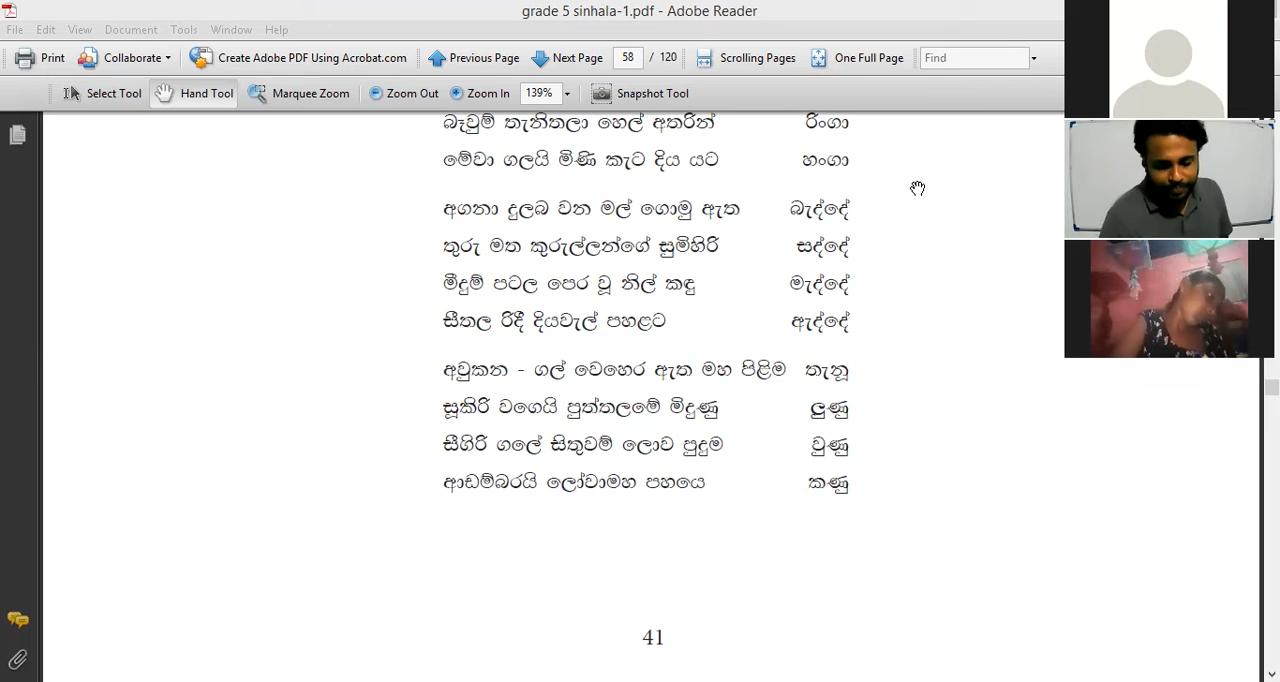 grade 5 sinhala-1.pdf - Adobe Reader
File Edit View Document Tools Window Help
Print Collaborate Create Adobe PDF Using Acrobat.com Previous Page Next Page 58 / 120 Scrolling Pages One Full Page Find
Select Tool Hand Tool Marquee Zoom Zoom Out Zoom In 139% Snapshot Tool
බෑවුම් තැනිතලා හෙල් අතරින් රිංගා
මේවා ගලයි මිණි කැට දිය යට හංගා
අගනා දුලබ වන මල් ගොමු ඇත බැද්දේ
තුරු මත කුරුල්ලන්ගේ සුමිහිරි සද්දේ
මීදුම් පටල පෙර වූ නිල් කඳු මැද්දේ
සීතල රිදී දියවැල් පහළට ඇද්දේ
අවුකන - ගල් වෙහෙර ඇත මහ පිළිම තැනූ
සූකිරි වගෙයි පුත්තලමේ මිදුණු ලුණු
සීගිරි ගලේ සිතුවම් ලොව පුදුම වුණු
ආඩම්බරයි ලෝවාමහ පහයෙ කණු
41